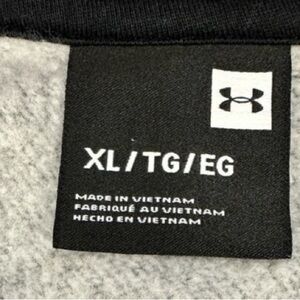 XL/TG/EG
MADE IN VIETNAM
FABRIQUÉ AU VIETNAM
HECHO EN VIETNAM